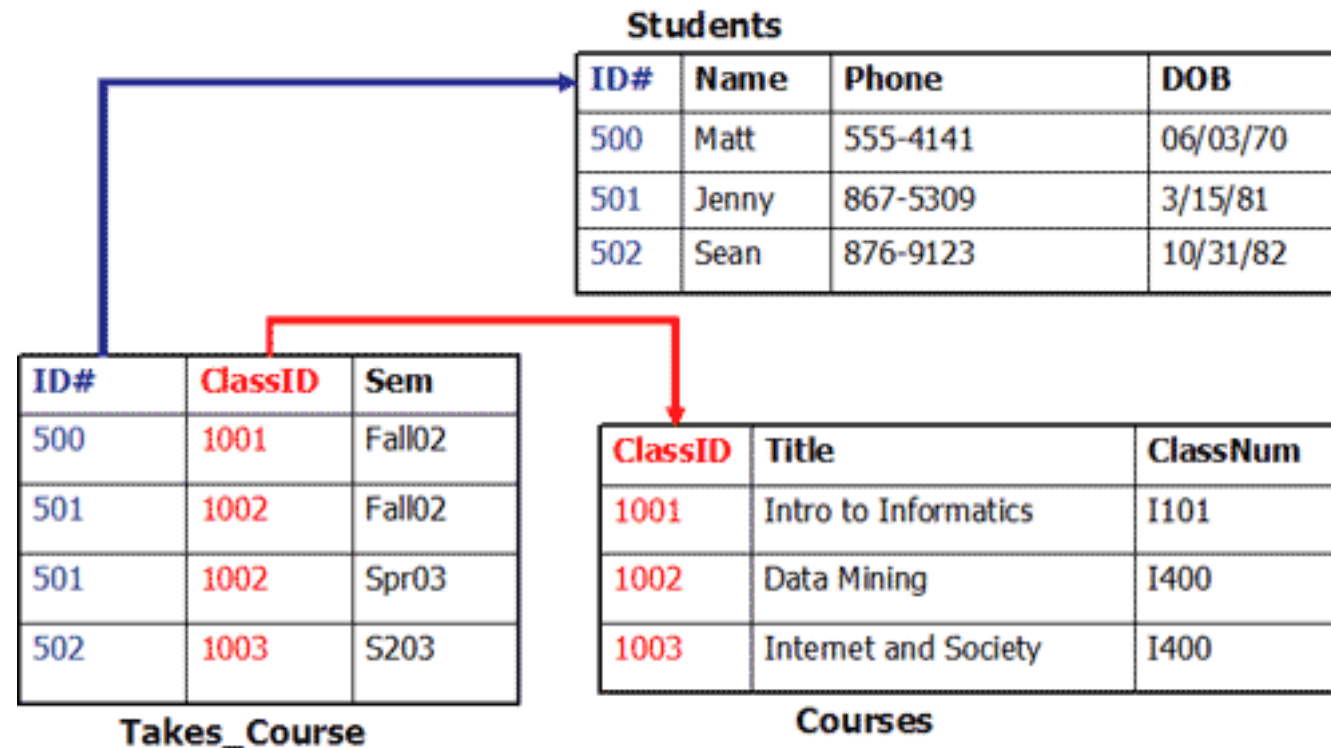 Students
ID# Name Phone DOB
500 Matt 555-4141 06/03/70
501 Jenny 867-5309 3/15/81
502 Sean 876-9123 10/31/82
ID# ClassID Sem
500 1001 Fall02
501 1002 Fall02
501 1002 Spr03
502 1003 S203
Takes_Course
ClassID Title ClassNum
1001 Intro to Informatics I101
1002 Data Mining I400
1003 Internet and Society I400
Courses